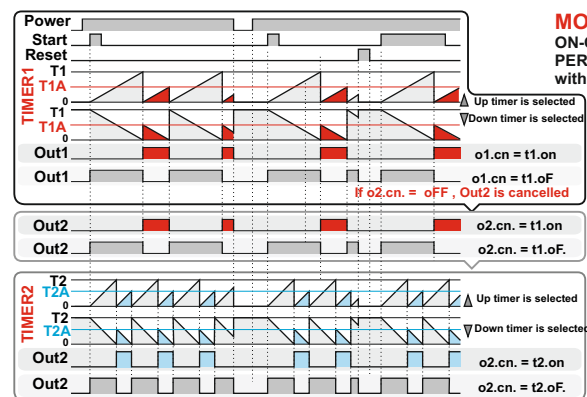 Power
MO
Start
ON-
Reset
PER
with
T1
T1A
0
TIMER1
Up timer is selected
T1
Down timer is selected
T1A
0
Out1
o1.cn = t1.on
Out1
o1.cn = t1.oF
If o2.cn. = oFF , Out2 is cancelled
Out2
o2.cn. = t1.on
Out2
o2.cn. = t1.oF.
T2
T2A
0
TIMER2
Up timer is selected
T2
T2A
Down timer is selected
0
Out2
o2.cn. = t2.on
Out2
o2.cn. = t2.oF.